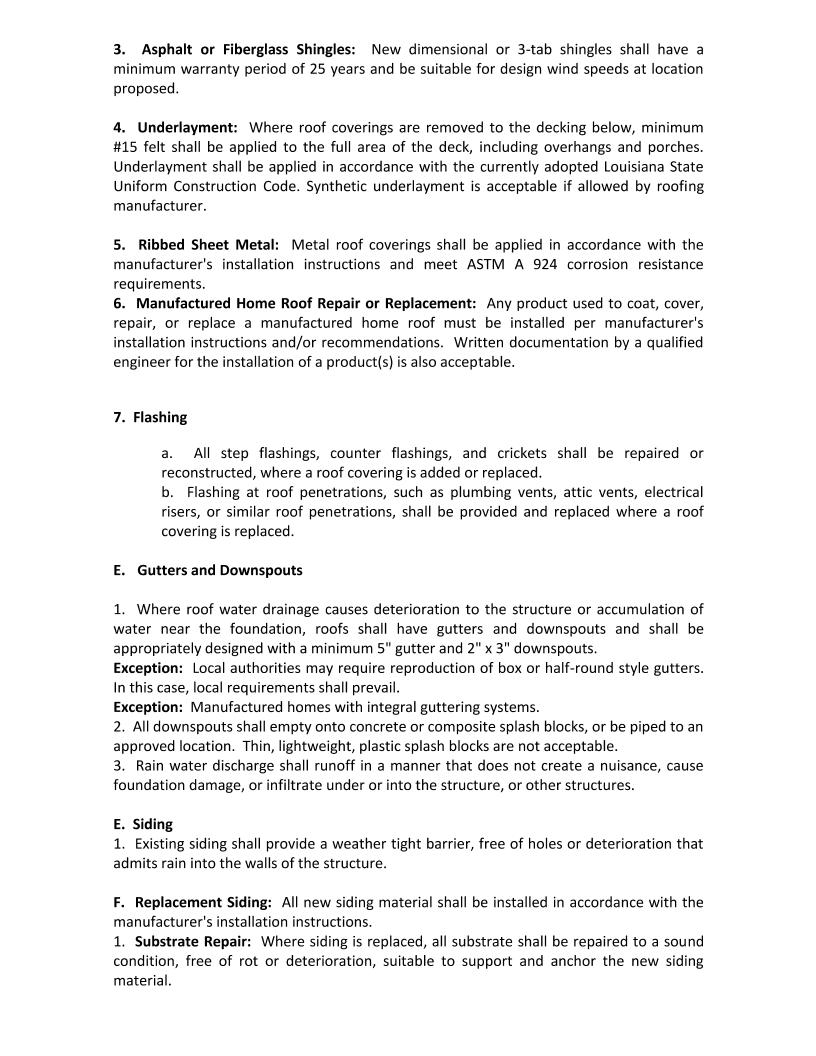 3. Asphalt or Fiberglass Shingles: New dimensional or 3-tab shingles shall have a
minimum warranty period of 25 years and be suitable for design wind speeds at location
proposed.
4. Underlayment: Where roof coverings are removed to the decking below, minimum
#15 felt shall be applied to the full area of the deck, including overhangs and porches.
Underlayment shall be applied in accordance with the currently adopted Louisiana State
Uniform Construction Code. Synthetic underlayment is acceptable if allowed by roofing
manufacturer.
5. Ribbed Sheet Metal: Metal roof coverings shall be applied in accordance with the
manufacturer's installation instructions and meet ASTM A 924 corrosion resistance
requirements.
6. Manufactured Home Roof Repair or Replacement: Any product used to coat, cover,
repair, or replace a manufactured home roof must be installed per manufacturer's
installation instructions and/or recommendations. Written documentation by a qualified
engineer for the installation of a product(s) is also acceptable.
7. Flashing
a. All step flashings, counter flashings, and crickets shall be repaired or
reconstructed, where a roof covering is added or replaced.
b. Flashing at roof penetrations, such as plumbing vents, attic vents, electrical
risers, or similar roof penetrations, shall be provided and replaced where a roof
covering is replaced.
E. Gutters and Downspouts
1. Where roof water drainage causes deterioration to the structure or accumulation of
water near the foundation, roofs shall have gutters and downspouts and shall be
appropriately designed with a minimum 5" gutter and 2" x 3" downspouts.
Exception: Local authorities may require reproduction of box or half-round style gutters.
In this case, local requirements shall prevail.
Exception: Manufactured homes with integral guttering systems.
2. All downspouts shall empty onto concrete or composite splash blocks, or be piped to an
approved location. Thin, lightweight, plastic splash blocks are not acceptable.
3. Rain water discharge shall runoff in a manner that does not create a nuisance, cause
foundation damage, or infiltrate under or into the structure, or other structures.
E. Siding
1. Existing siding shall provide a weather tight barrier, free of holes or deterioration that
admits rain into the walls of the structure.
F. Replacement Siding: All new siding material shall be installed in accordance with the
manufacturer's installation instructions.
1. Substrate Repair: Where siding is replaced, all substrate shall be repaired to a sound
condition, free of rot or deterioration, suitable to support and anchor the new siding
material.